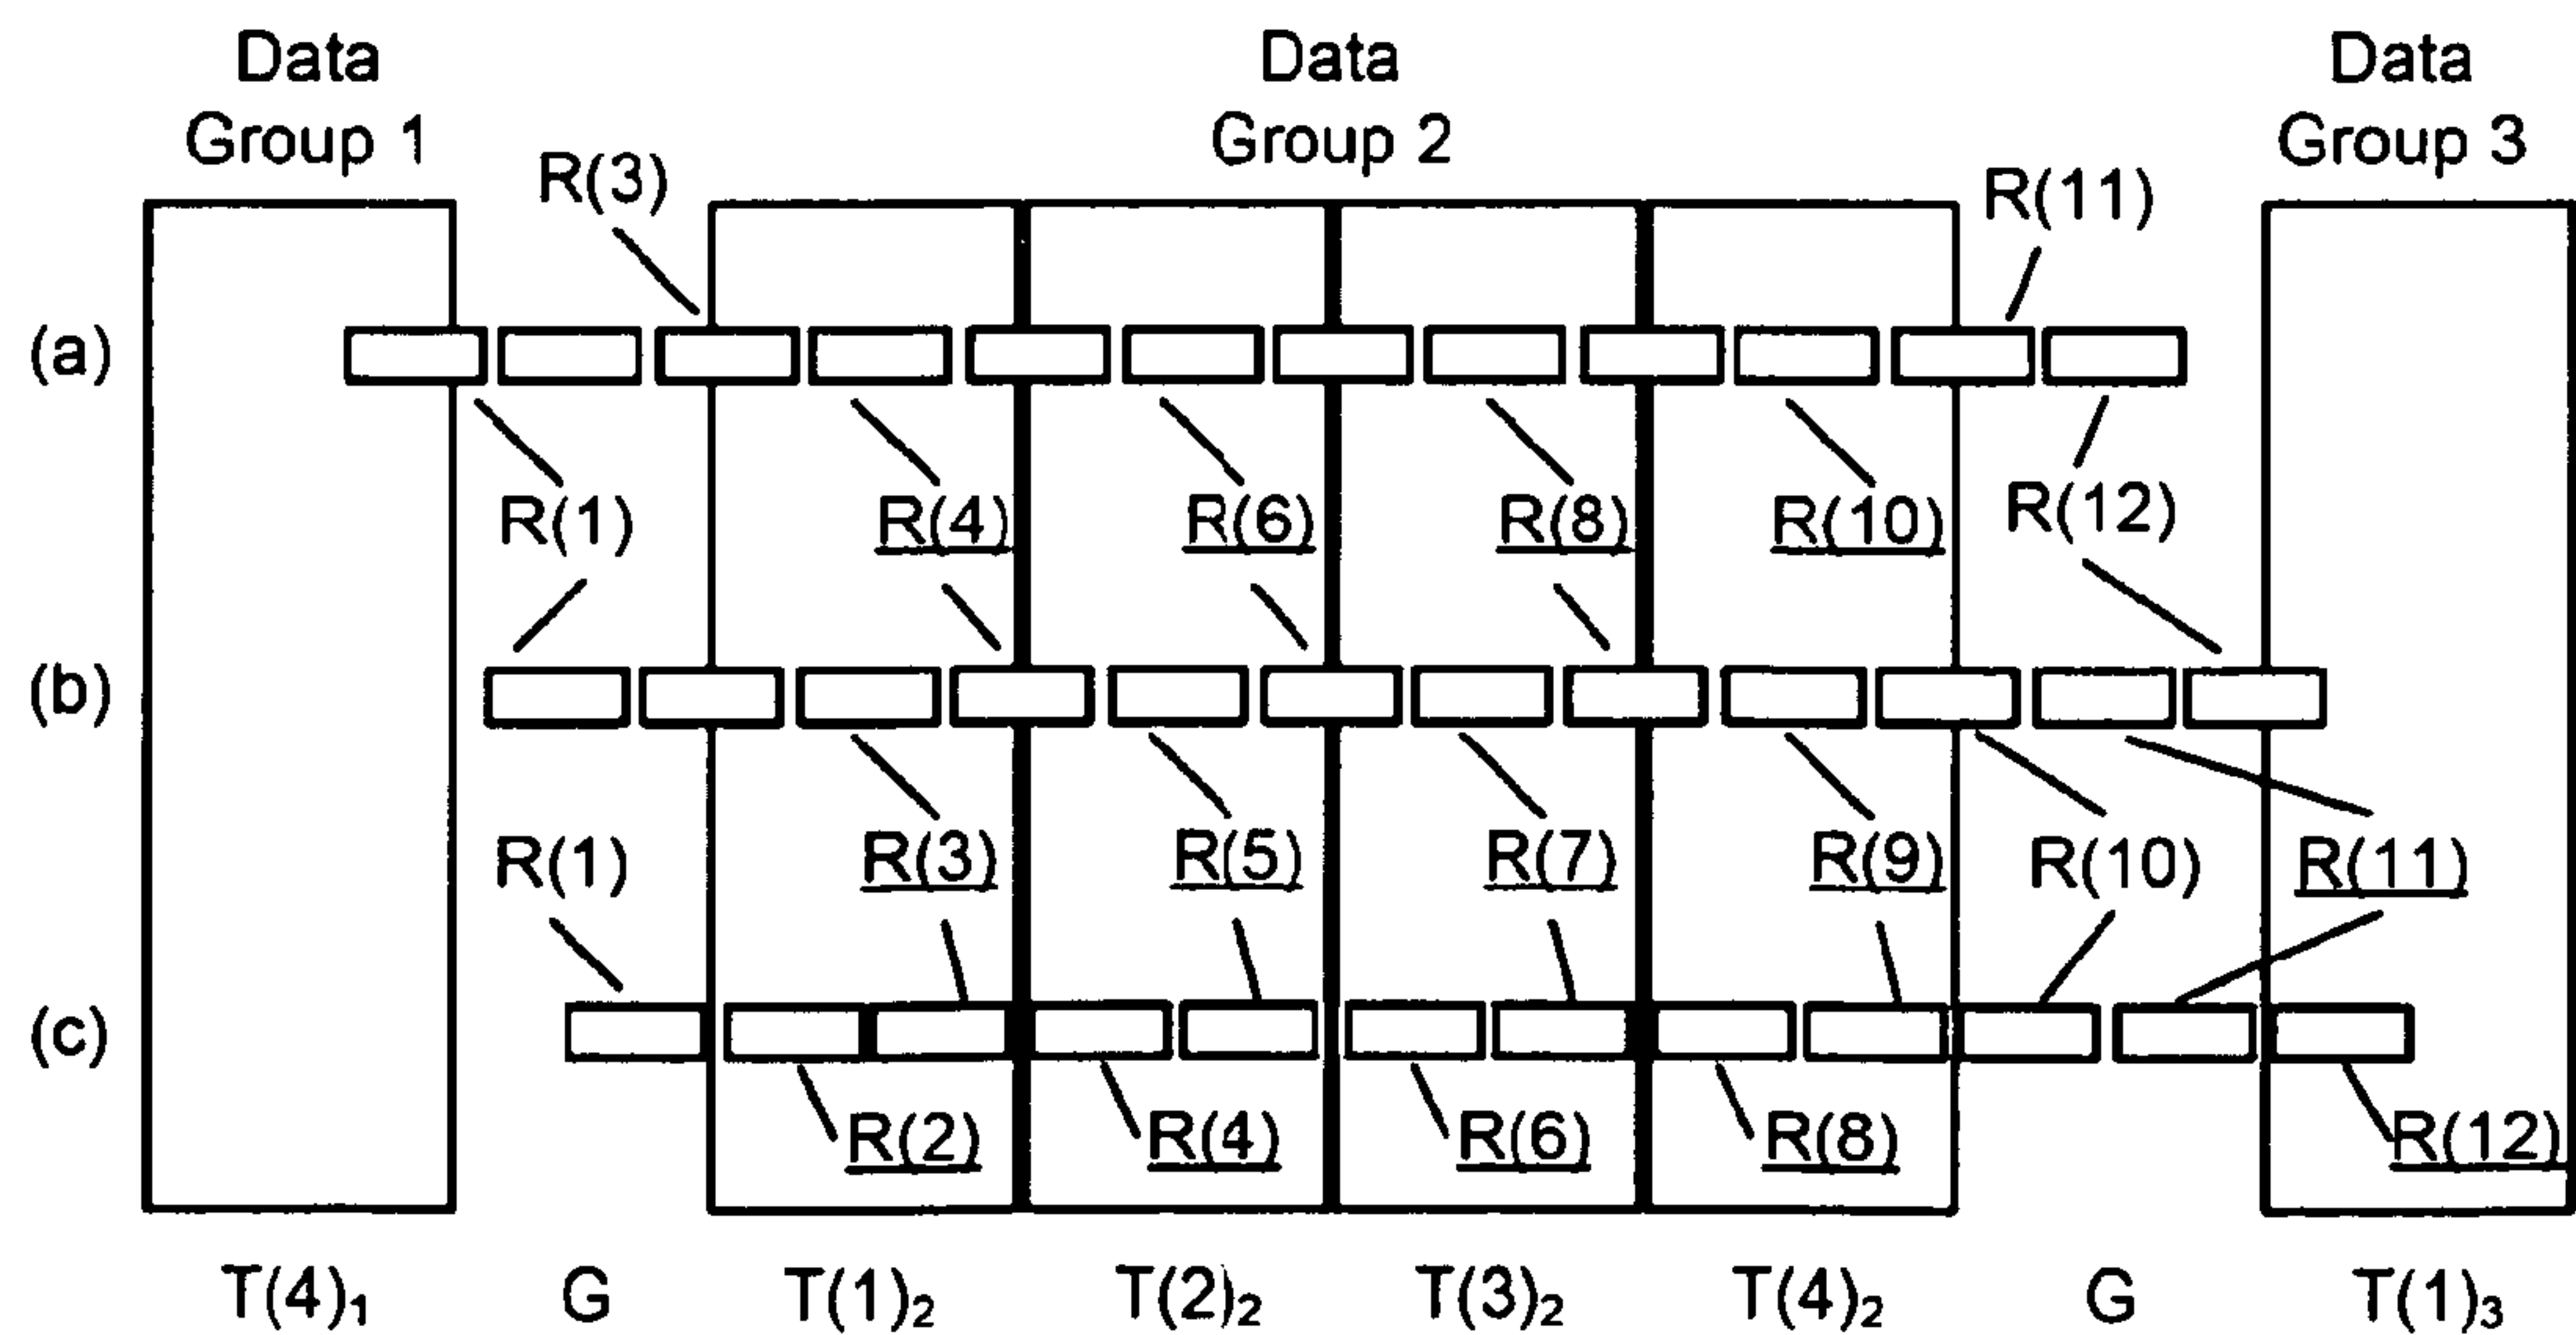 Data
Group 1
Data
Group 2
Data
Group 3
R(3)
R(11)
(a)
R(1)
R(4)
R(6)
R(8)
R(10)
R(12)
(b)
R(1)
R(3)
R(5)
R(7)
R(9)
R(10)
R(11)
(c)
R(2)
R(4)
R(6)
R(8)
R(12)
T(4)₁ G T(1)₂ T(2)₂ T(3)₂ T(4)₂ G T(1)₃